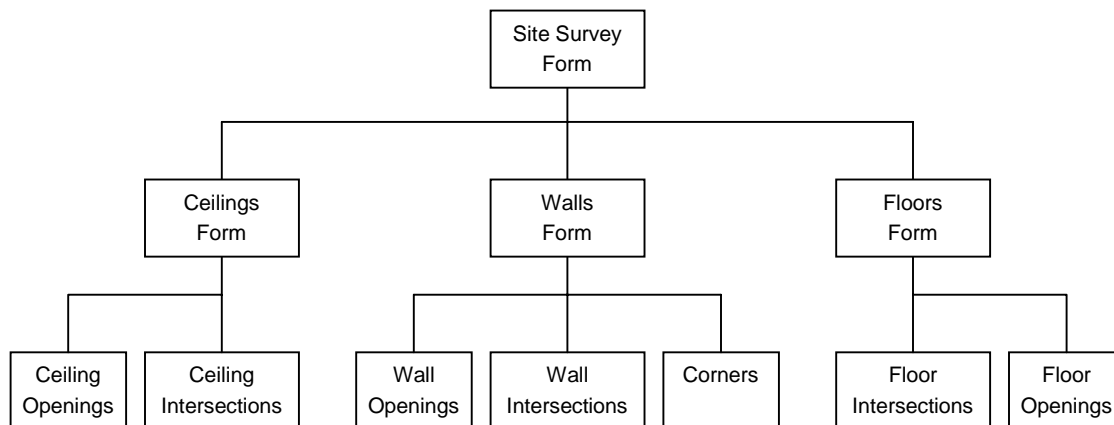 Site Survey
Form
Ceilings
Form
Walls
Form
Floors
Form
Ceiling
Openings
Ceiling
Intersections
Wall
Openings
Wall
Intersections
Corners
Floor
Intersections
Floor
Openings